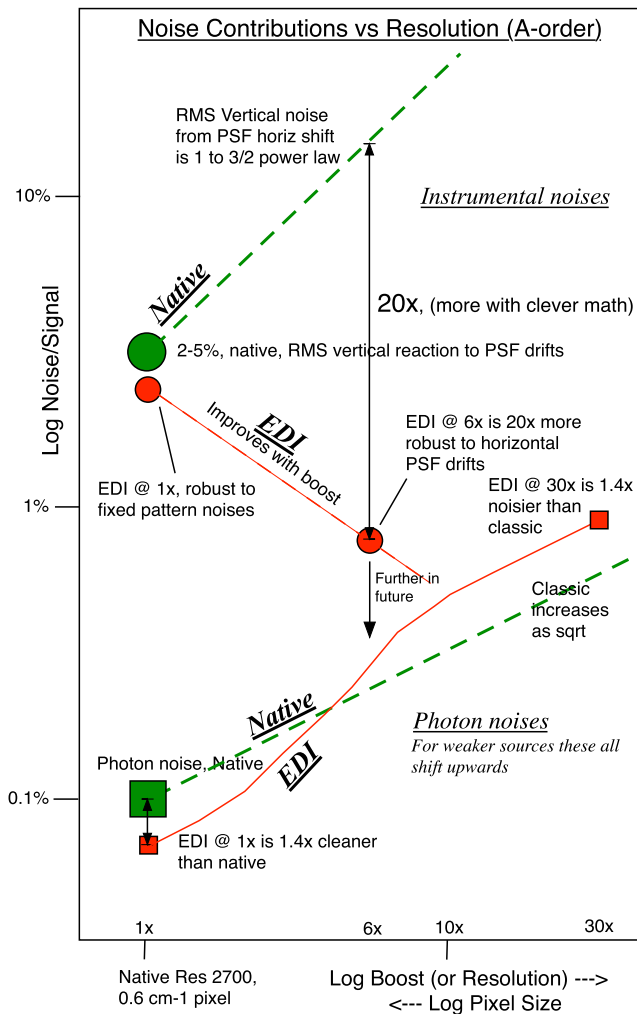 Noise Contributions vs Resolution (A-order)
RMS Vertical noise
from PSF horiz shift
is 1 to 3/2 power law
10%
Instrumental noises
Native
20x, (more with clever math)
Log Noise/Signal
2-5%, native, RMS vertical reaction to PSF drifts
EDI
Improves with boost
EDI @ 6x is 20x more
robust to horizontal
PSF drifts
EDI @ 1x, robust to
fixed pattern noises
EDI @ 30x is 1.4x
noisier than
classic
1%
Further in
future
Classic
increases
as sqrt
Native
Photon noises
For weaker sources these all
shift upwards
Photon noise, Native
EDI
0.1%
EDI @ 1x is 1.4x cleaner
than native
1x
6x
10x
30x
Native Res 2700,
0.6 cm-1 pixel
Log Boost (or Resolution) --->
<--- Log Pixel Size